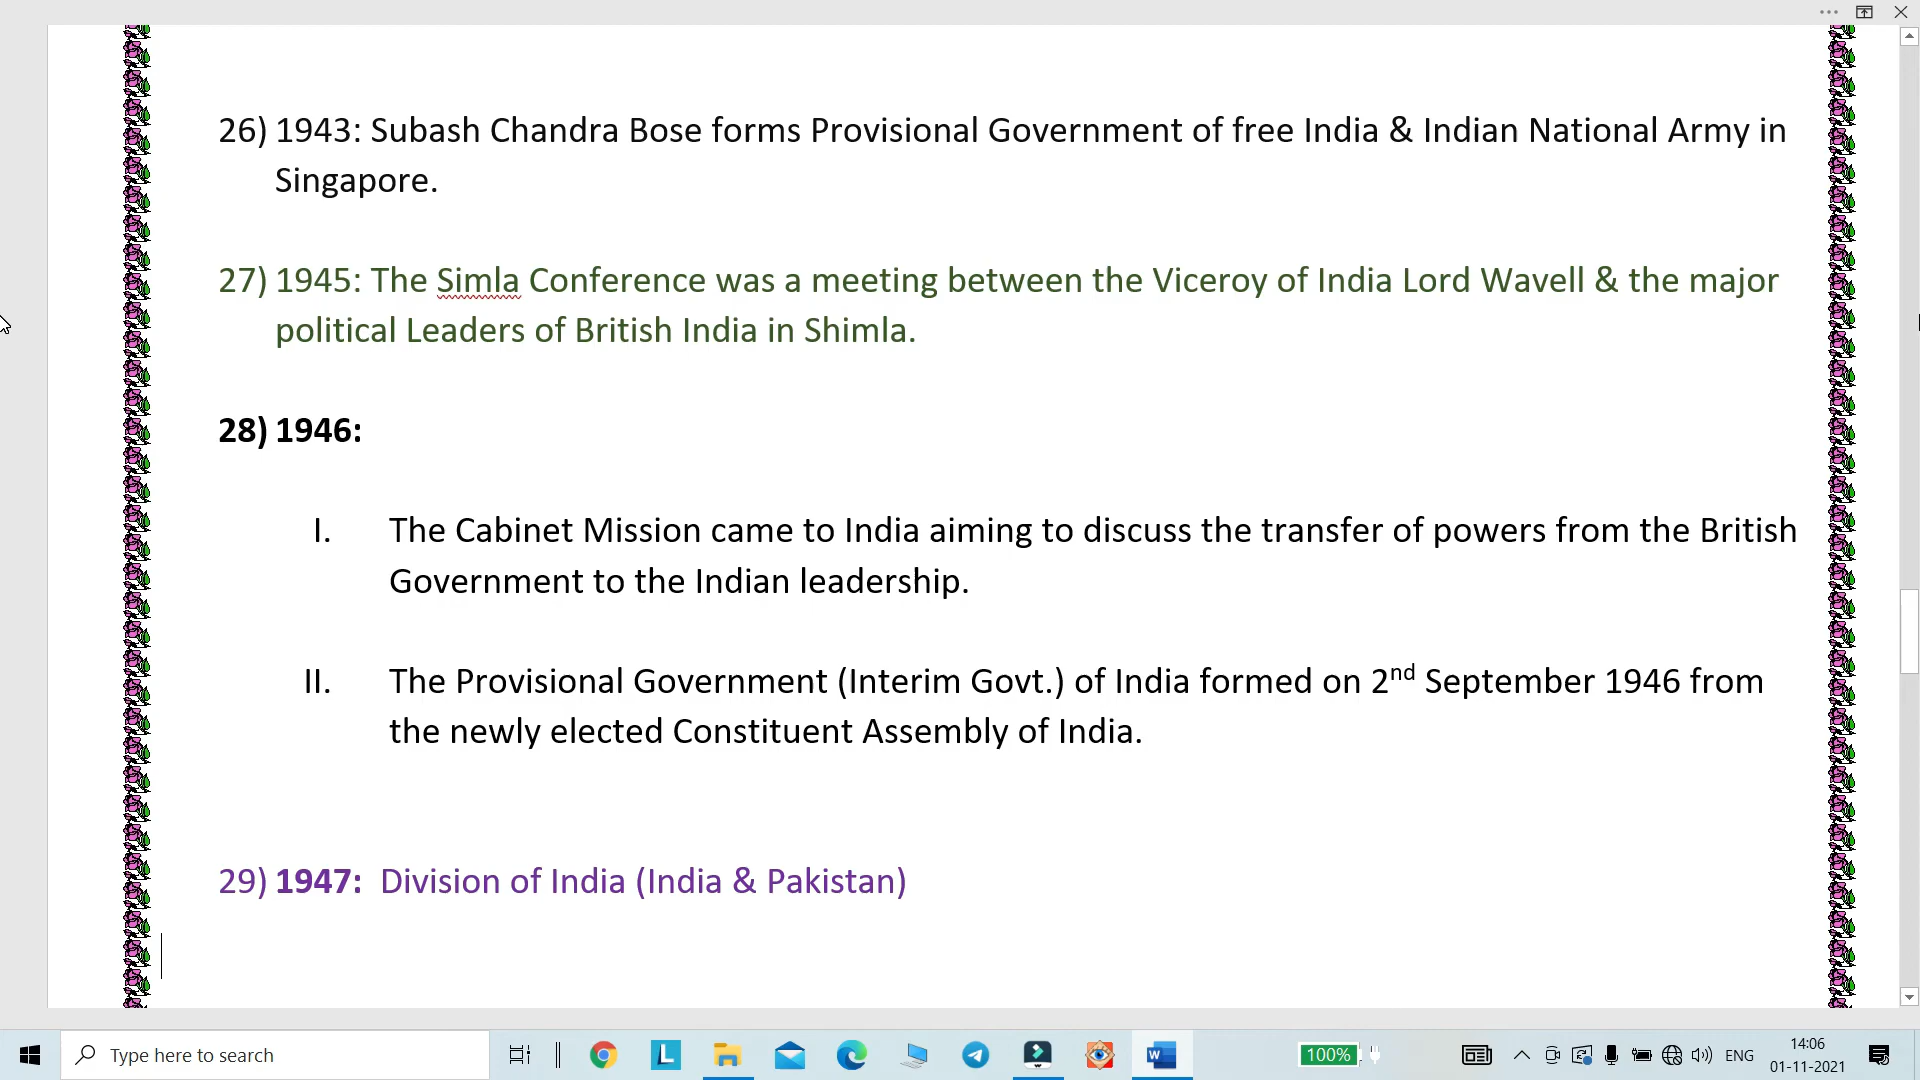 26) 1943: Subash Chandra Bose forms Provisional Government of free India & Indian National Army in
Singapore.
27) 1945: The Simla Conference was a meeting between the Viceroy of India Lord Wavell & the major
political Leaders of British India in Shimla.
28) 1946:
I. The Cabinet Mission came to India aiming to discuss the transfer of powers from the British
Government to the Indian leadership.
II. The Provisional Government (Interim Govt.) of India formed on 2nd September 1946 from
the newly elected Constituent Assembly of India.
29) 1947: Division of India (India & Pakistan)
Type here to search
L
W
100%
ENG
14:06
01-11-2021